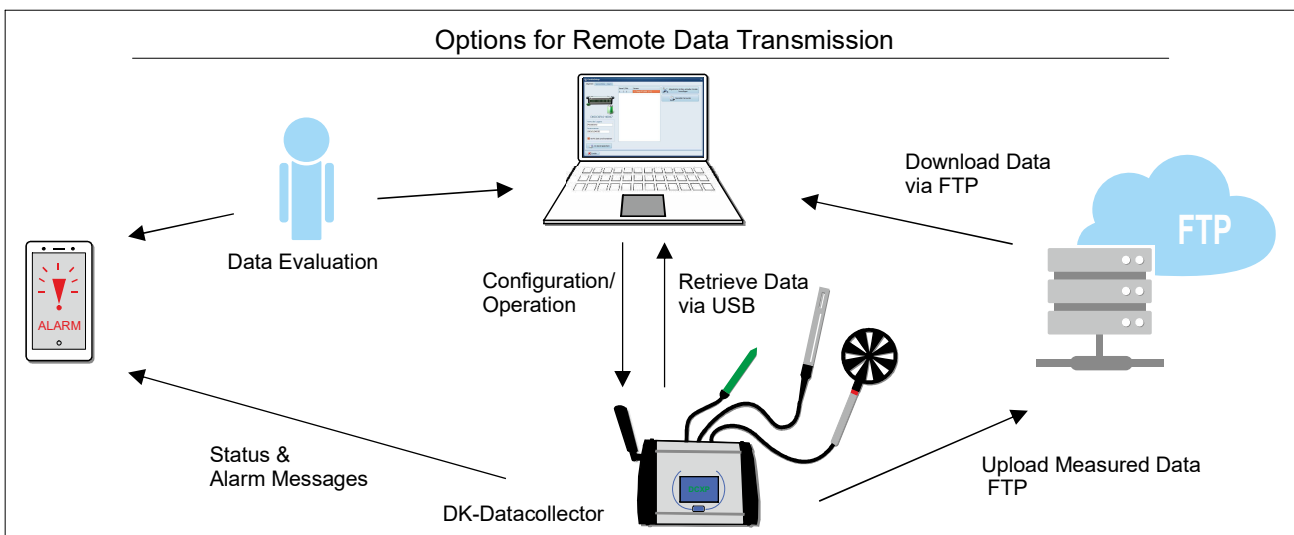 Options for Remote Data Transmission
Download Data
via FTP
FTP
Data Evaluation
Configuration/
Operation
Retrieve Data
via USB
ALARM
Status &
Alarm Messages
DK-Datacollector
Upload Measured Data
FTP